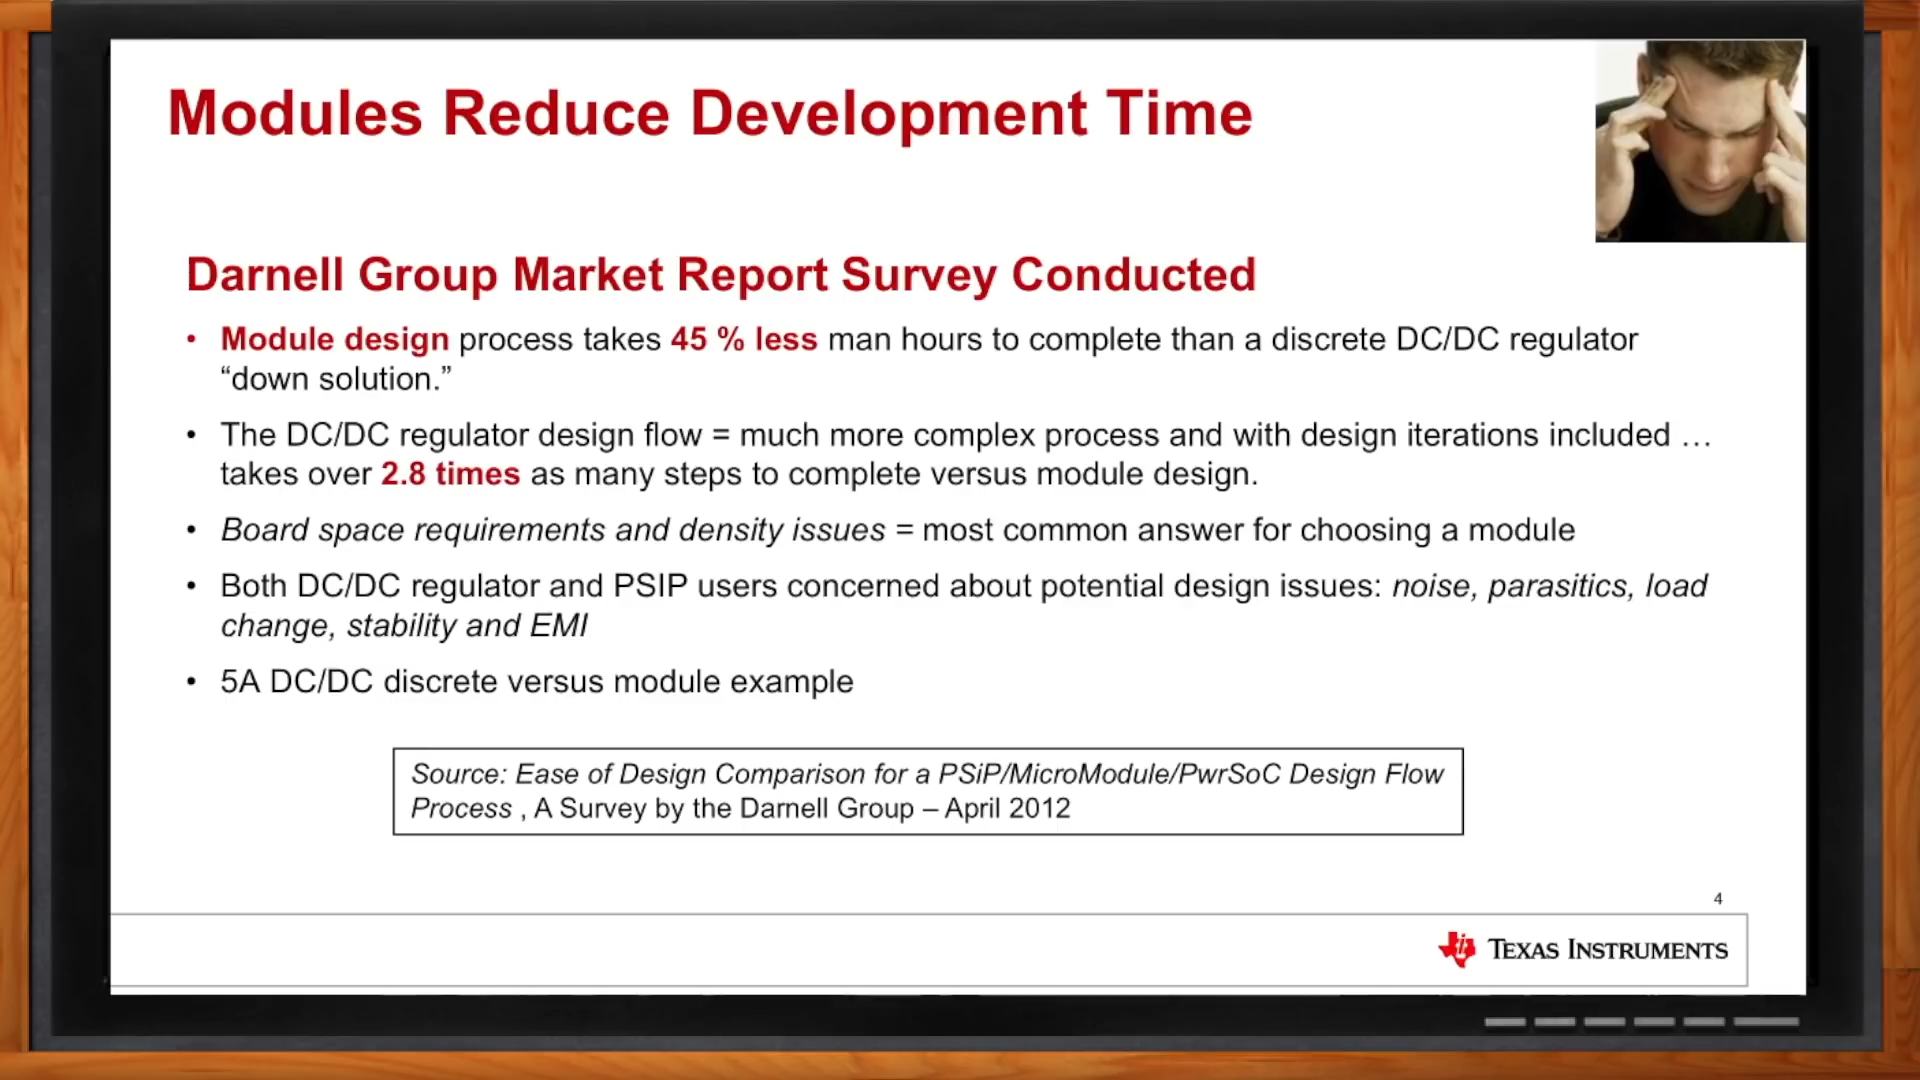 Modules Reduce Development Time
Darnell Group Market Report Survey Conducted
• Module design process takes 45 % less man hours to complete than a discrete DC/DC regulator
“down solution.”
• The DC/DC regulator design flow = much more complex process and with design iterations included …
takes over 2.8 times as many steps to complete versus module design.
• Board space requirements and density issues = most common answer for choosing a module
• Both DC/DC regulator and PSIP users concerned about potential design issues: noise, parasitics, load
change, stability and EMI
• 5A DC/DC discrete versus module example
Source: Ease of Design Comparison for a PSiP/MicroModule/PwrSoC Design Flow
Process , A Survey by the Darnell Group – April 2012
4
TEXAS INSTRUMENTS